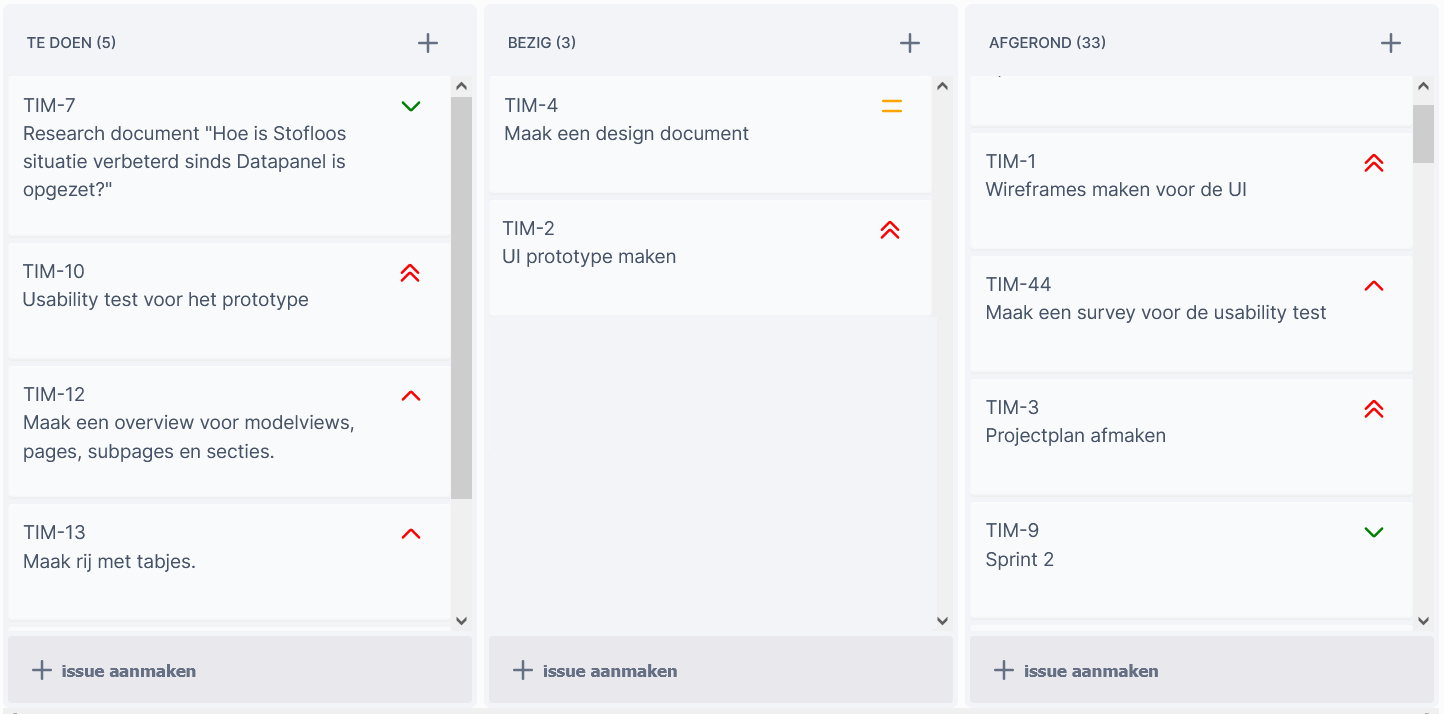 TE DOEN (5)
TIM-7
Research document "Hoe is Stofloos
situatie verbeterd sinds Datapanel is
opgezet?"
TIM-10
Usability test voor het prototype
TIM-12
Maak een overview voor modelviews,
pages, subpages en secties.
TIM-13
Maak rij met tabjes.
issue aanmaken
BEZIG (3)
TIM-4
Maak een design document
TIM-2
UI prototype maken
issue aanmaken
AFGEROND (33)
TIM-1
Wireframes maken voor de UI
TIM-44
Maak een survey voor de usability test
TIM-3
Projectplan afmaken
TIM-9
Sprint 2
issue aanmaken